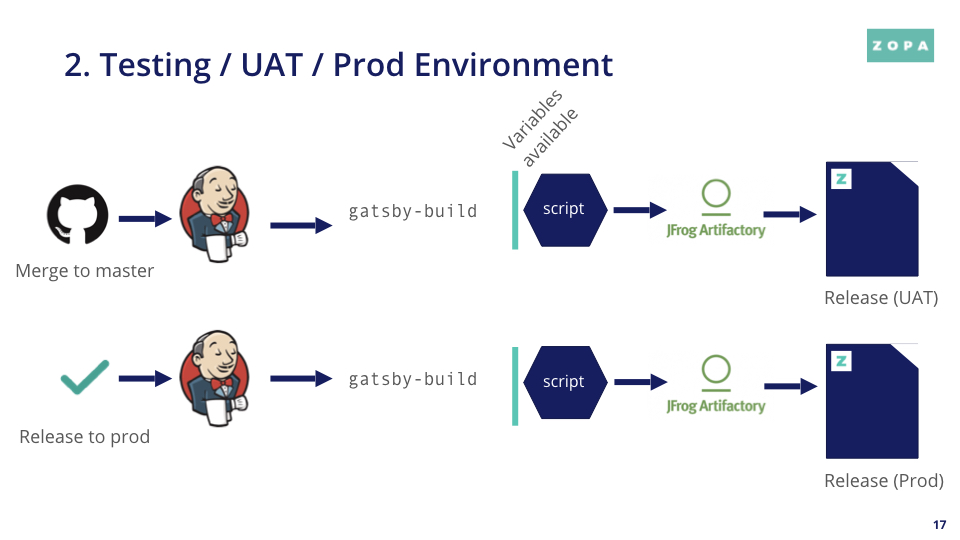 2. Testing / UAT / Prod Environment
ZOPA
Variables
available
gatsby-build
script
JFrog Artifactory
Z
Merge to master
Release (UAT)
gatsby-build
script
JFrog Artifactory
Z
Release to prod
Release (Prod)
17